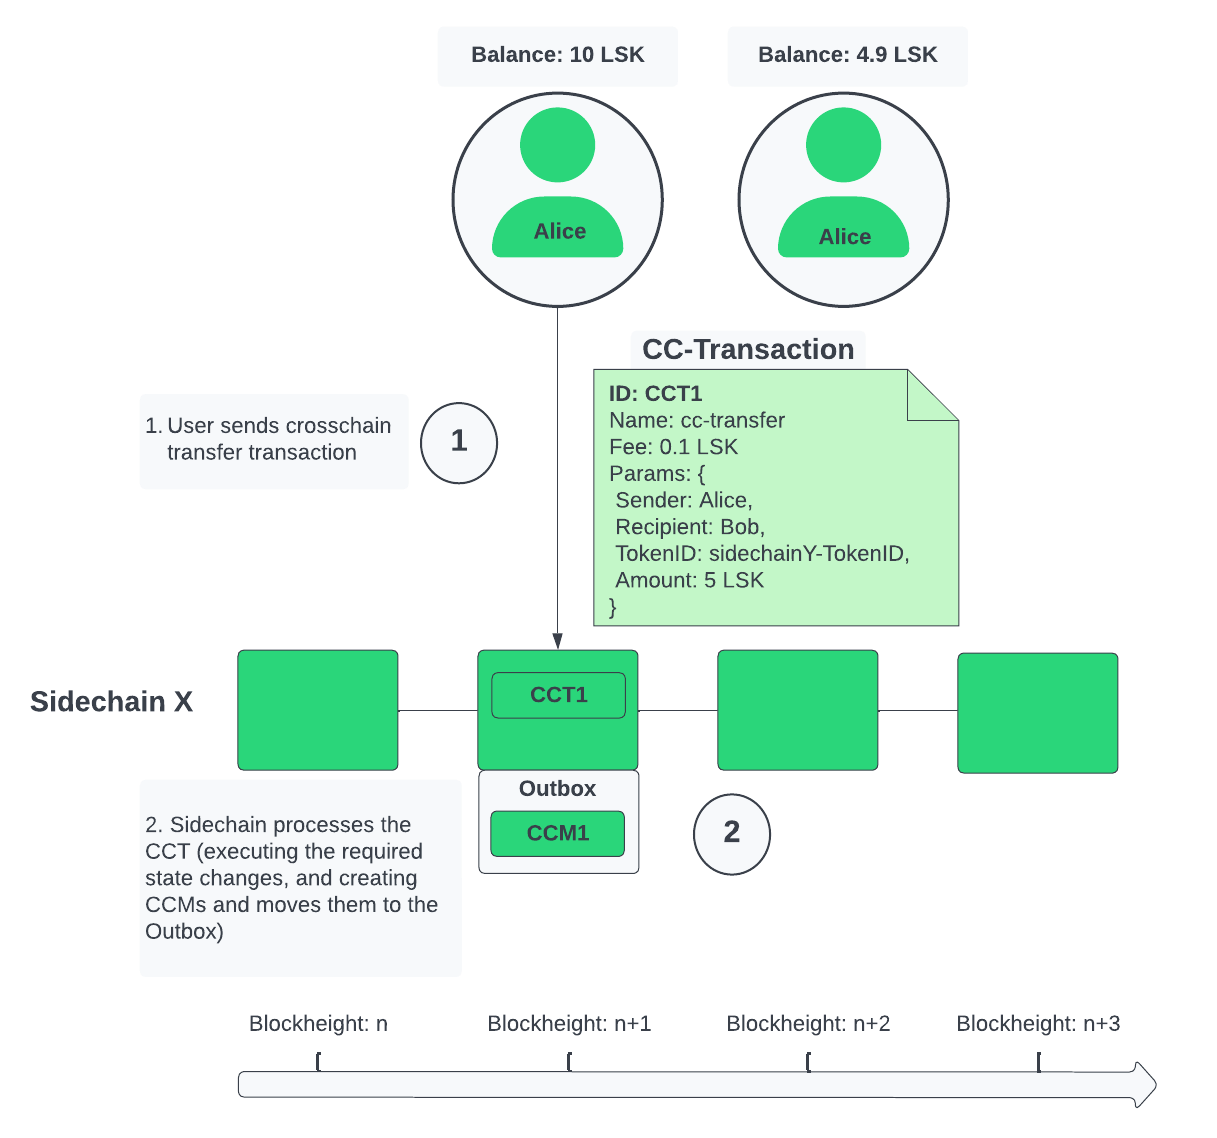 Balance: 10 LSK
Balance: 4.9 LSK
Alice
Alice
CC-Transaction
ID: CCT1
Name: cc-transfer
Fee: 0.1 LSK
Params: {
Sender: Alice,
Recipient: Bob,
TokenID: sidechainY-TokenID,
Amount: 5 LSK
}
1. User sends crosschain
transfer transaction
1
Sidechain X
CCT1
Outbox
CCM1
2
2. Sidechain processes the
CCT (executing the required
state changes, and creating
CCMs and moves them to the
Outbox)
Blockheight: n
Blockheight: n+1
Blockheight: n+2
Blockheight: n+3